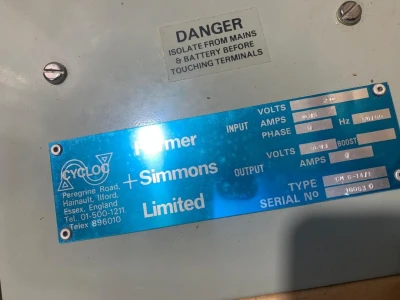 DANGER
ISOLATE FROM MAINS
& BATTERY BEFORE
TOUCHING TERMINALS
CYCLOC
Peregrine Road,
Hainault, Ilford,
Essex, England
Tel. 01-500-1211
Telex 896010
+Simmons
Limited
INPUT
VOLTS
AMPS
Hz
PHASE
OUTPUT
VOLTS
BOOST
AMPS
TYPE
SERIAL NO